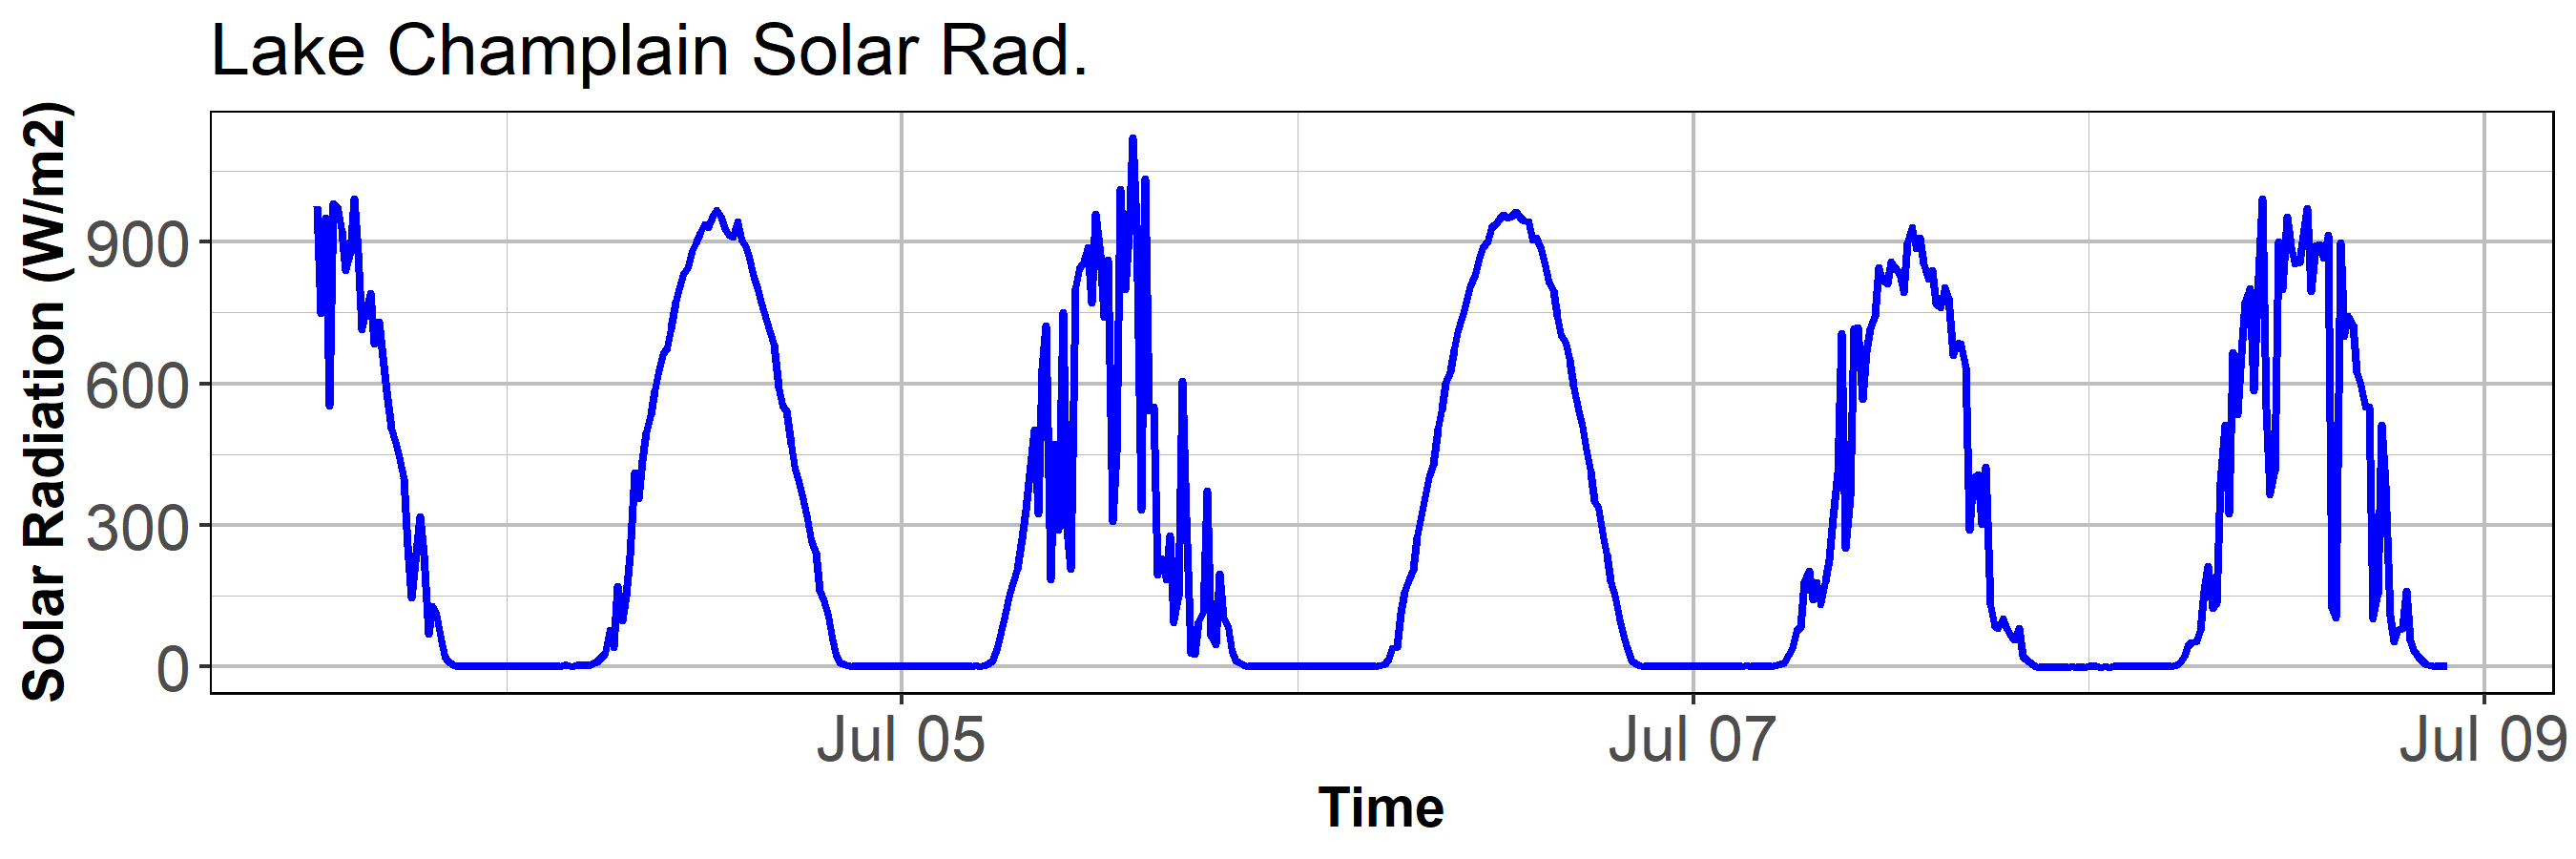 Lake Champlain Solar Rad.
Solar Radiation (W/m2)
900
600
300
0
Jul 05 Jul 07 Jul 09
Time